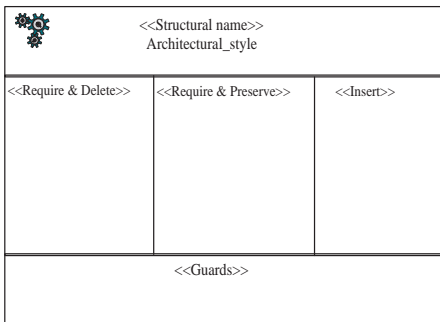 <<Structural name>>
Architectural_style
<<Require & Delete>> <<Require & Preserve>> <<Insert>>
<<Guards>>